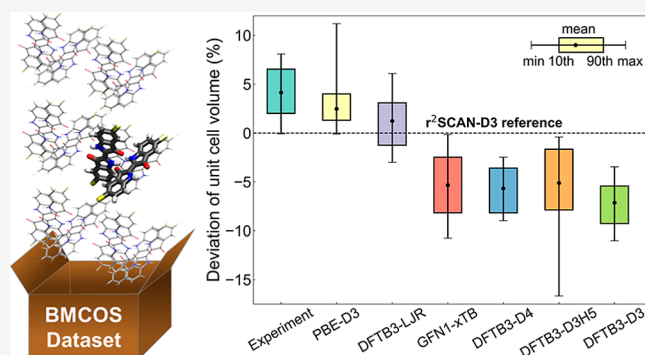 BMCOS
Dataset
Deviation of unit cell volume (%)
10
5
0
−5
−10
−15
mean
min 10th 90th max
r²SCAN-D3 reference
Experiment
PBE-D3
DFTB3-LJR
GFN1-xTB
DFTB3-D4
DFTB3-D3H5
DFTB3-D3